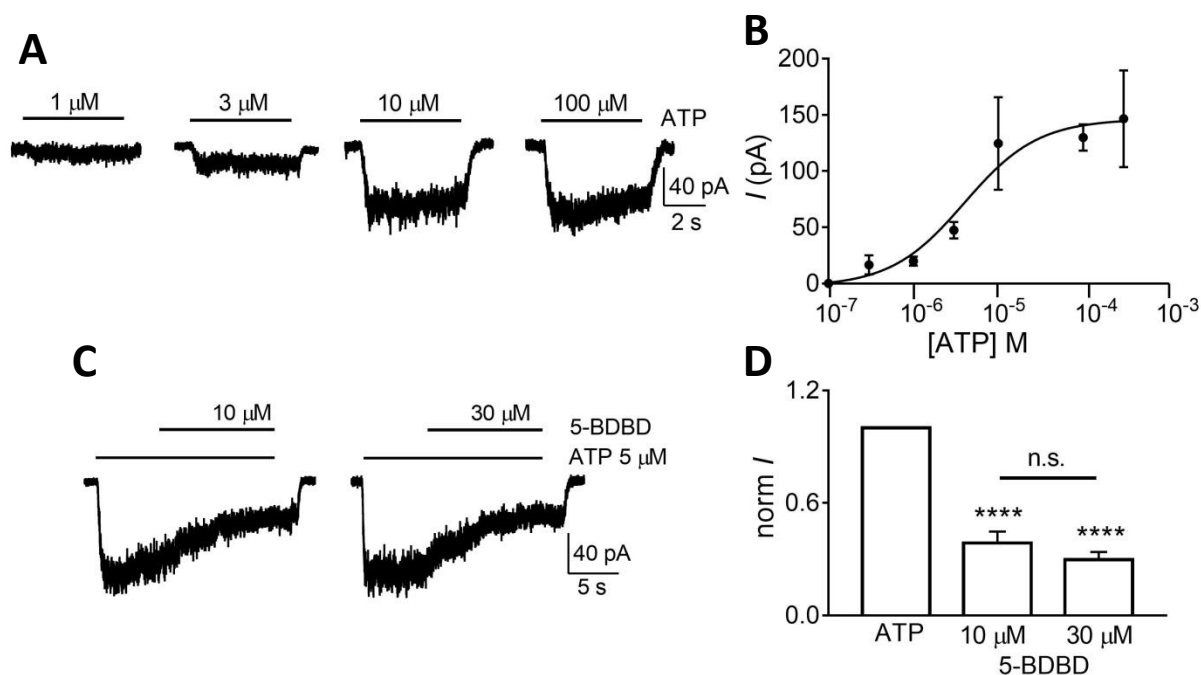 A
1 μM 3 μM 10 μM 100 μM
ATP
40 pA
2 s
B
200
150
100
50
0
I (pA)
10-7 10-6 10-5 10-4 10-3
[ATP] M
C
10 μM 30 μM
5-BDBD
ATP 5 μM
40 pA
5 s
D
1.2
0.6
0.0
norm I
n.s.
**** ****
ATP 10 μM 30 μM
5-BDBD